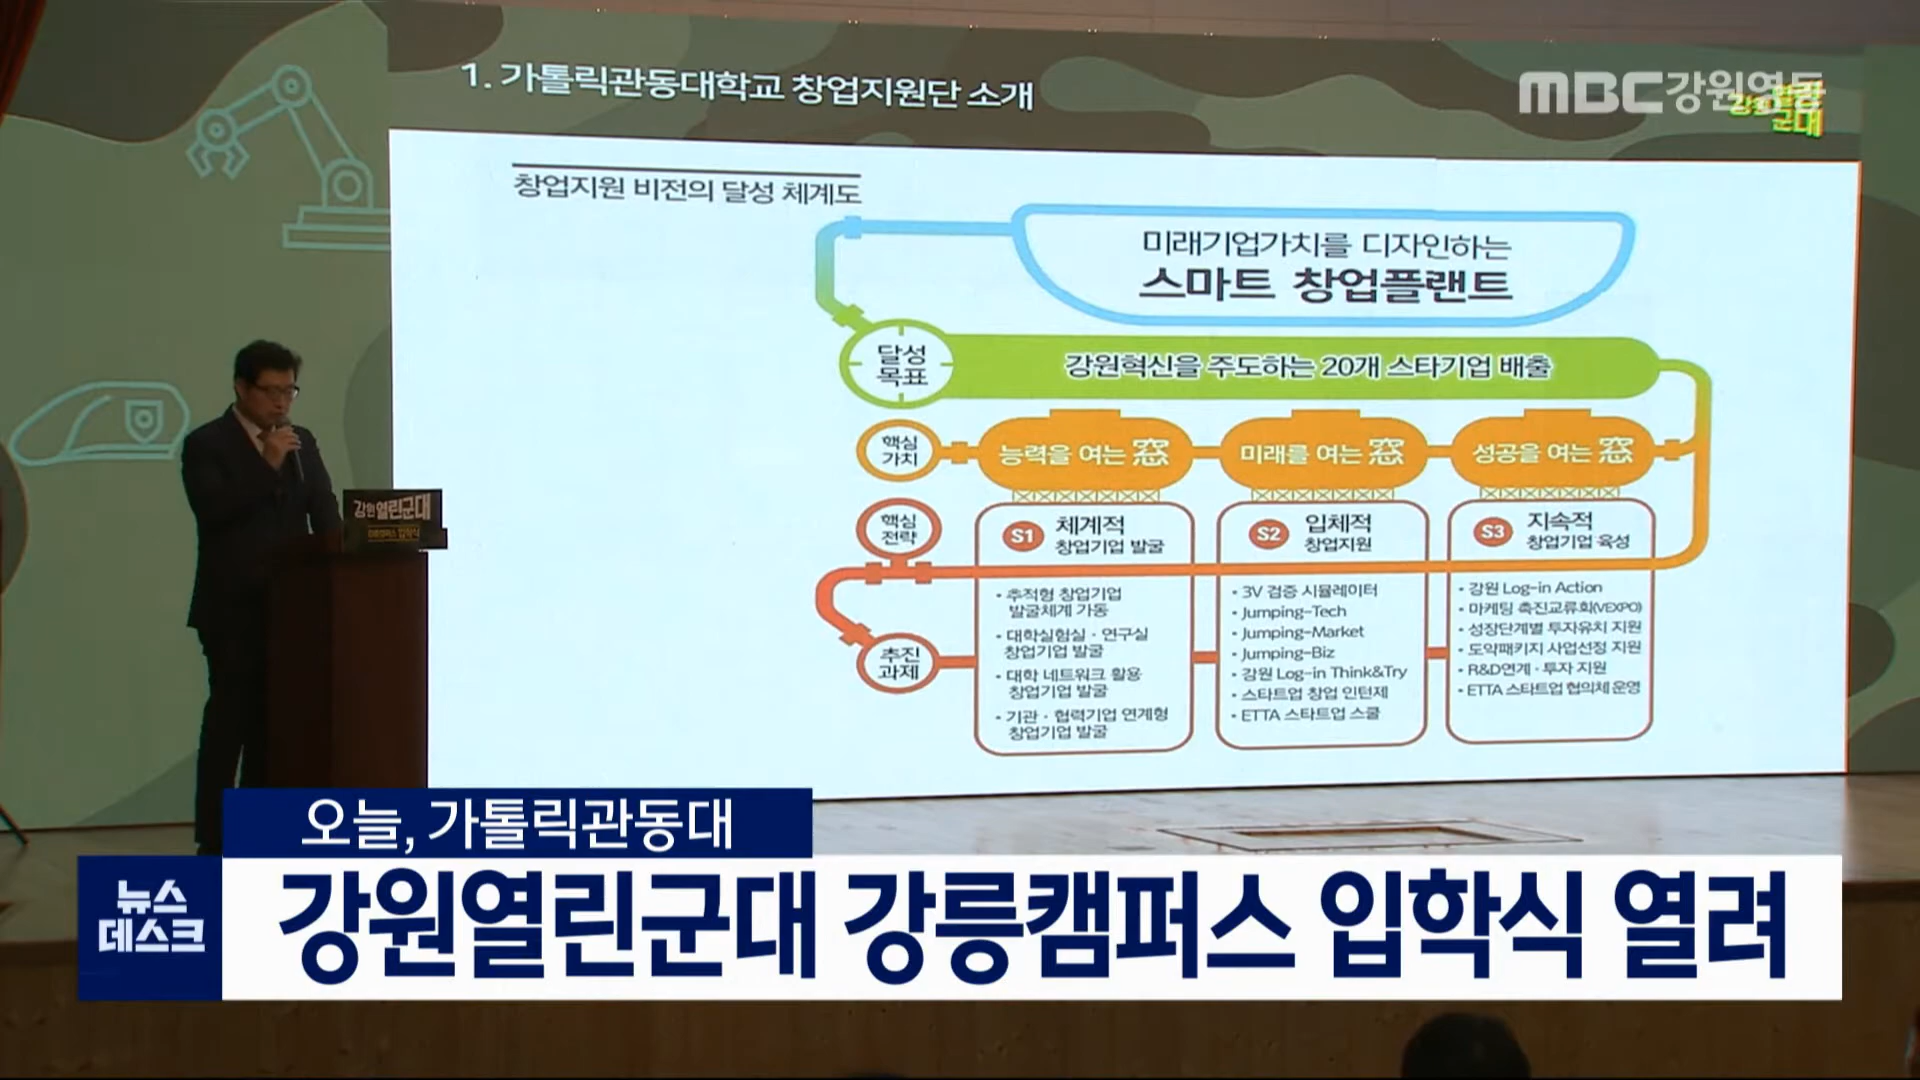 1. 가톨릭관동대학교 창업지원단 소개
MBC강원영동
열린
군대
창업지원 비전의 달성 체계도
미래기업가치를 디자인하는
스마트 창업플랜트
달성
목표
강원혁신을 주도하는 20개 스타기업 배출
핵심
가치
능력을 여는 窓
미래를 여는 窓
성공을 여는 窓
핵심
전략
S1 체계적
창업기업 발굴
S2 입체적
창업지원
S3 지속적
창업기업 육성
추진
과제
• 추적형 창업기업
발굴체계 가동
• 대학실험실 · 연구실
창업기업 발굴
• 대학 네트워크 활용
창업기업 발굴
• 기관 · 협력기업 연계형
창업기업 발굴
• 3V 검증 시뮬레이터
• Jumping-Tech
• Jumping-Market
• Jumping-Biz
• 강원 Log-in Think&Try
• 스타트업 창업 인턴제
• ETTA 스타트업 스쿨
• 강원 Log-in Action
• 마케팅 촉진교류회(VEXPO)
• 성장단계별 투자유치 지원
• 도약패키지 사업선정 지원
• R&D연계 · 투자 지원
• ETTA 스타트업 협의체 운영
강원열린군대
입학식
오늘, 가톨릭관동대
뉴스
데스크
강원열린군대 강릉캠퍼스 입학식 열려